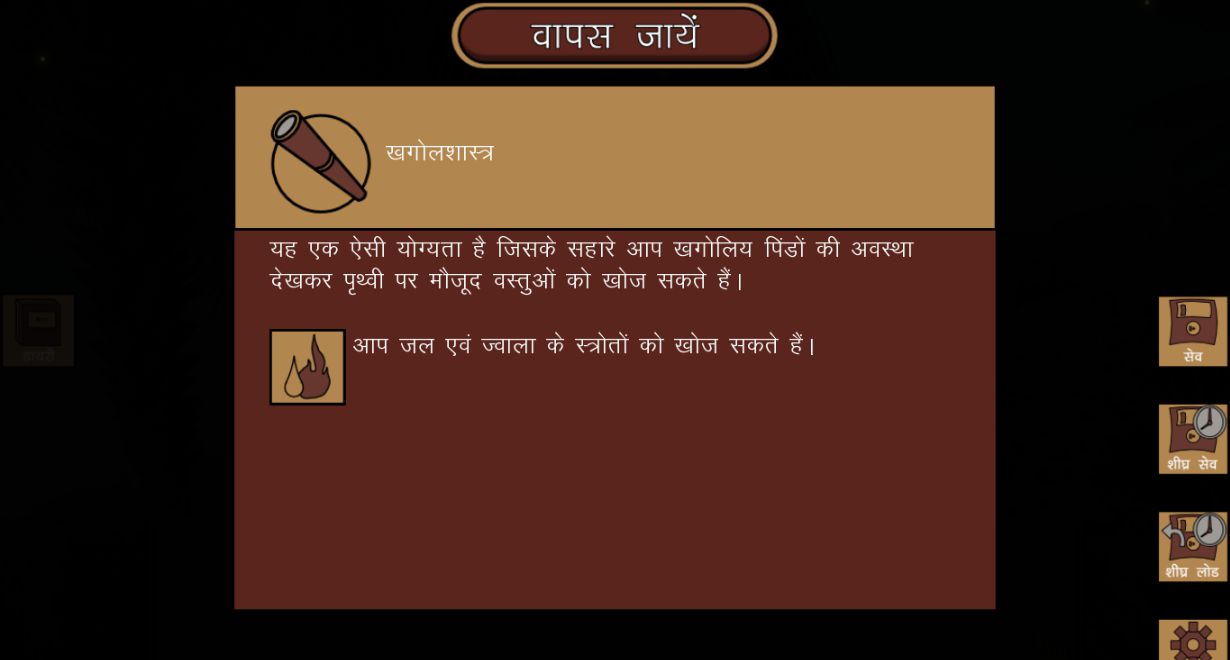 वापस जायें
खगोलशास्त्र
यह एक ऐसी योग्यता है जिसके सहारे आप खगोलिय पिंडों की अवस्था
देखकर पृथ्वी पर मौजूद वस्तुओं को खोज सकते हैं।
आप जल एवं ज्वाला के स्त्रोतों को खोज सकते हैं।
डायरी
सेव
शीघ्र सेव
शीघ्र लोड